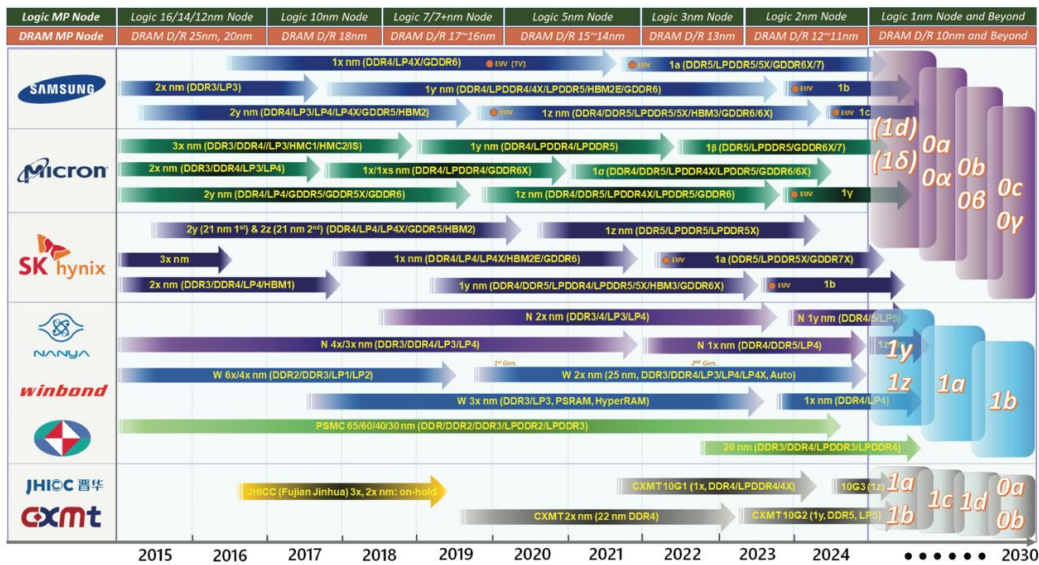 Logic MP Node Logic 16/14/12nm Node Logic 10nm Node Logic 7/7+nm Node Logic 5nm Node Logic 3nm Node Logic 2nm Node Logic 1nm Node and Beyond
DRAM MP Node DRAM D/R 25nm, 20nm DRAM D/R 18nm DRAM D/R 17~16nm DRAM D/R 15~14nm DRAM D/R 13nm DRAM D/R 12~11nm DRAM D/R 10nm and Beyond
SAMSUNG
1x nm (DDR4/LP4X/GDDR6) EUV (TV) EUV 1a (DDR5/LPDDR5/5X/GDDR6X/7)
2x nm (DDR3/LP3) 1y nm (DDR4/LPDDR4/4X/LPDDR5/HBM2E/GDDR6) EUV 1b
2y nm (DDR4/LP3/LP4/LP4X/GDDR5/HBM2) EUV 1z nm (DDR4/DDR5/LPDDR5/5X/HBM3/GDDR6/6X) EUV 1c
Micron
3x nm (DDR3/DDR4//LP3/HMC1/HMC2/IS) 1y nm (DDR4/LPDDR4/LPDDR5) 1β (DDR5/LPDDR5/GDDR6X/7)
2x nm (DDR3/DDR4/LP3/LP4) 1x/1xs nm (DDR4/LPDDR4/GDDR6X) 1α (DDR4/DDR5/LPDDR4X/LPDDR5/GDDR6/6X)
2y nm (DDR4/LP4/GDDR5/GDDR5X/GDDR6) 1z nm (DDR4/DDR5/LPDDR4X/LPDDR5/GDDR6) EUV 1γ
(1d)
(1δ)
0a
0α
0b
0β
0c
0γ
SK hynix
2y (21 nm 1st) & 2z (21 nm 2nd) (DDR4/LP4/LP4X/GDDR5/HBM2) 1z nm (DDR5/LPDDR5/LPDDR5X)
3x nm 1x nm (DDR4/LP4/LP4X/HBM2E/GDDR6) EUV 1a (DDR5/LPDDR5X/GDDR7X)
2x nm (DDR3/DDR4/LP4/HBM1) 1y nm (DDR4/DDR5/LPDDR4/LPDDR5/5X/HBM3/GDDR6X) EUV 1b
NANYA
N 2x nm (DDR3/4/LP3/LP4) N 1y nm (DDR4/5/LP5)
N 4x/3x nm (DDR3/DDR4/LP3/LP4) N 1x nm (DDR4/DDR5/LP4)
winbond
1st Gen. 2nd Gen.
W 6x/4x nm (DDR2/DDR3/LP1/LP2) W 2x nm (25 nm, DDR3/DDR4/LP3/LP4/LP4X, Auto)
W 3x nm (DDR3/LP3, PSRAM, HyperRAM) 1x nm (DDR4/LP4)
1y
1z
1a
1b
PSMC 65/60/40/30 nm (DDR/DDR2/DDR3/LPDDR2/LPDDR3)
20 nm (DDR3/DDR4/LPDDR3/LPDDR4)
JHICC 晋华
JHICC (Fujian Jinhua) 3x, 2x nm: on-hold CXMT10G1 (1x, DDR4/LPDDR4/4X) 10G3 (1z)
CXMT
CXMT 2x nm (22 nm DDR4) CXMT10G2 (1y, DDR5, LP5)
1a
1b
1c
1d
0a
0b
2015 2016 2017 2018 2019 2020 2021 2022 2023 2024 2030